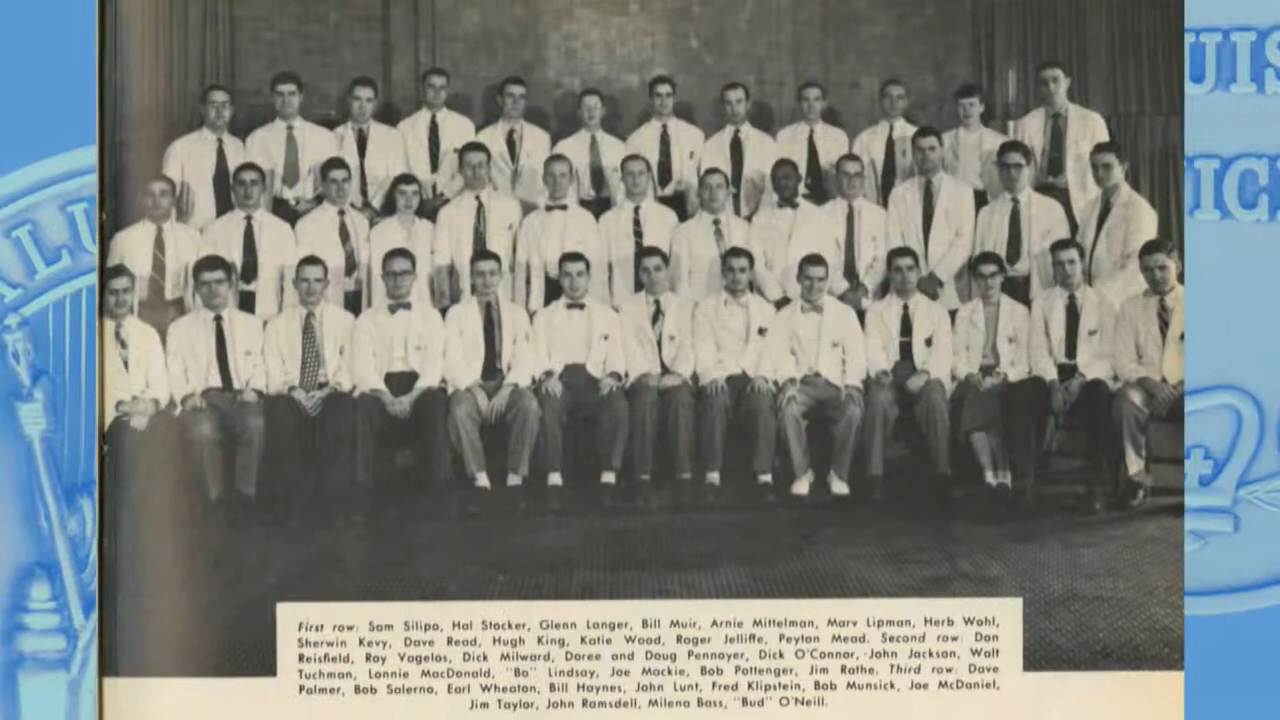 ALU
UIS
ICI
First row: Sam Silipo, Hal Stocker, Glenn Langer, Bill Muir, Arnie Mittelman, Marv Lipman, Herb Wohl,
Sherwin Kevy, Dave Read, Hugh King, Katie Wood, Roger Jelliffe, Peyton Mead. Second row: Don
Reisfield, Roy Vagelos, Dick Milward, Doree and Doug Pennoyer, Dick O'Connor, John Jackson, Walt
Tuchman, Lonnie MacDonald, "Bo" Lindsay, Joe Mackie, Bob Pottenger, Jim Rathe. Third row: Dave
Palmer, Bob Salerno, Earl Wheaton, Bill Haynes, John Lunt, Fred Klipstein, Bob Munsick, Joe McDaniel,
Jim Taylor, John Ramsdell, Milena Bass, "Bud" O'Neill.